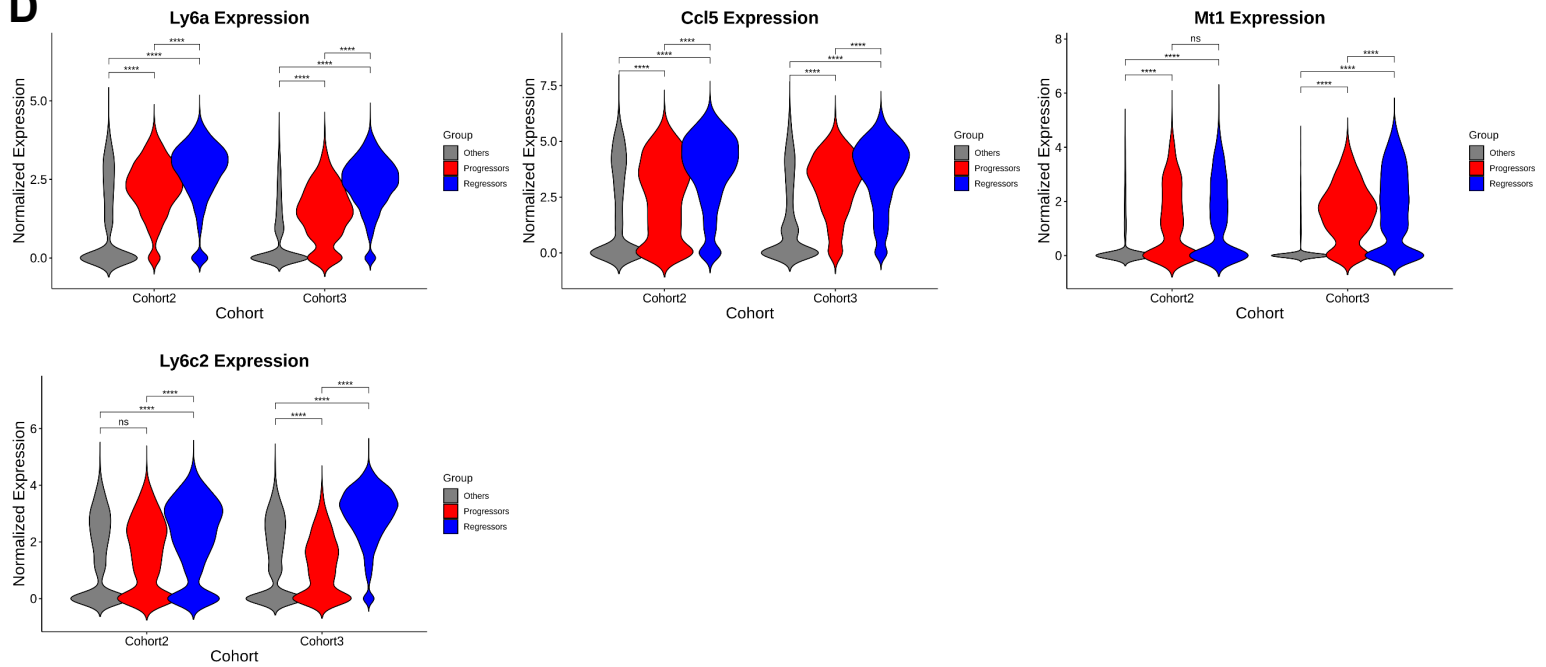 D
Ly6a Expression
Normalized Expression
5.0
2.5
0.0
****
****
****
****
****
****
Cohort2
Cohort3
Cohort
Group
Others
Progressors
Regressors
Ccl5 Expression
Normalized Expression
7.5
5.0
2.5
0.0
****
****
****
****
****
****
Cohort2
Cohort3
Cohort
Group
Others
Progressors
Regressors
Mt1 Expression
Normalized Expression
8
6
4
2
0
ns
****
****
****
****
****
Cohort2
Cohort3
Cohort
Group
Others
Progressors
Regressors
Ly6c2 Expression
Normalized Expression
6
4
2
0
****
****
ns
****
****
****
Cohort2
Cohort3
Cohort
Group
Others
Progressors
Regressors